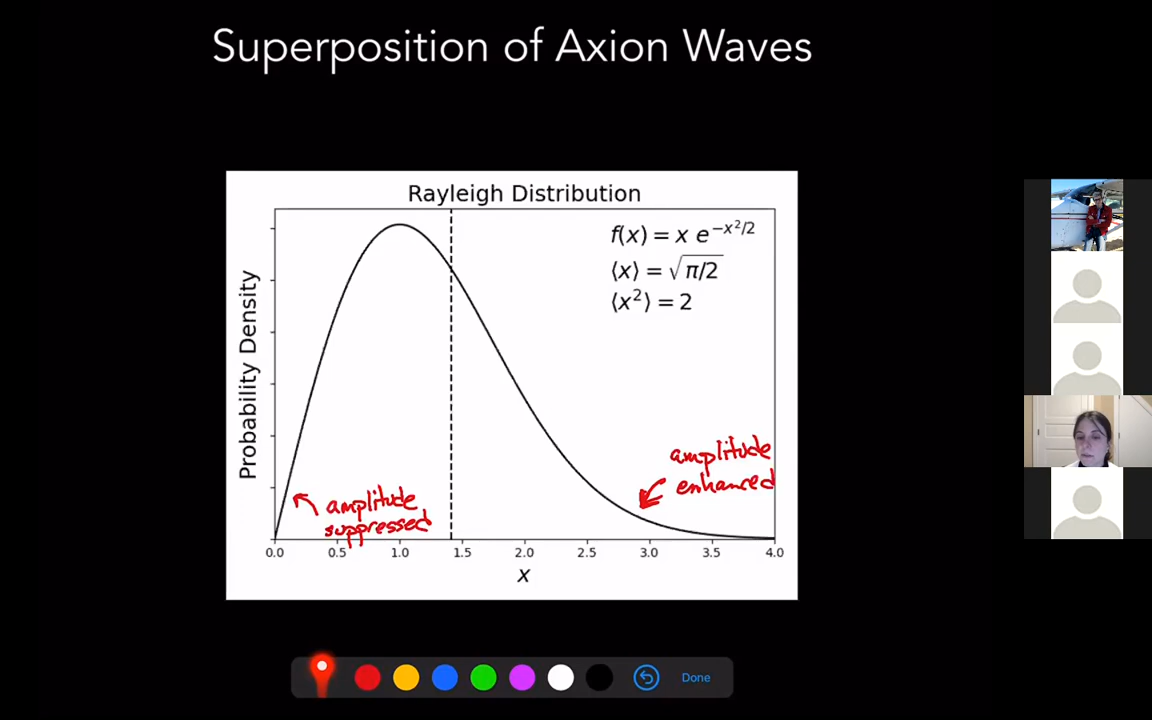 Superposition of Axion Waves
Rayleigh Distribution
f(x) = x e^{-x²/2}
⟨x⟩ = √π/2
⟨x²⟩ = 2
Probability Density
amplitude
enhanced
amplitude
suppressed
0.0 0.5 1.0 1.5 2.0 2.5 3.0 3.5 4.0
x
Done